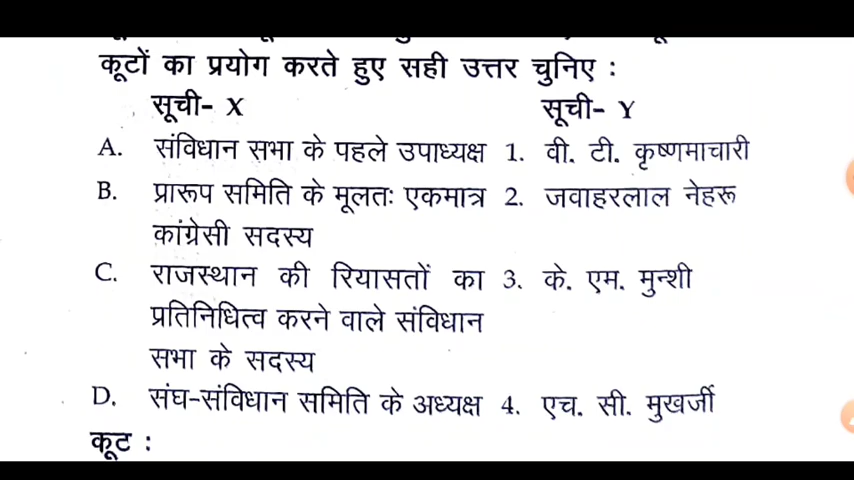 कूटों का प्रयोग करते हुए सही उत्तर चुनिए :
सूची- X सूची- Y
A. संविधान सभा के पहले उपाध्यक्ष 1. वी. टी. कृष्णमाचारी
B. प्रारूप समिति के मूलतः एकमात्र 2. जवाहरलाल नेहरू
कांग्रेसी सदस्य
C. राजस्थान की रियासतों का 3. के. एम. मुन्शी
प्रतिनिधित्व करने वाले संविधान
सभा के सदस्य
D. संघ-संविधान समिति के अध्यक्ष 4. एच. सी. मुखर्जी
कूट :